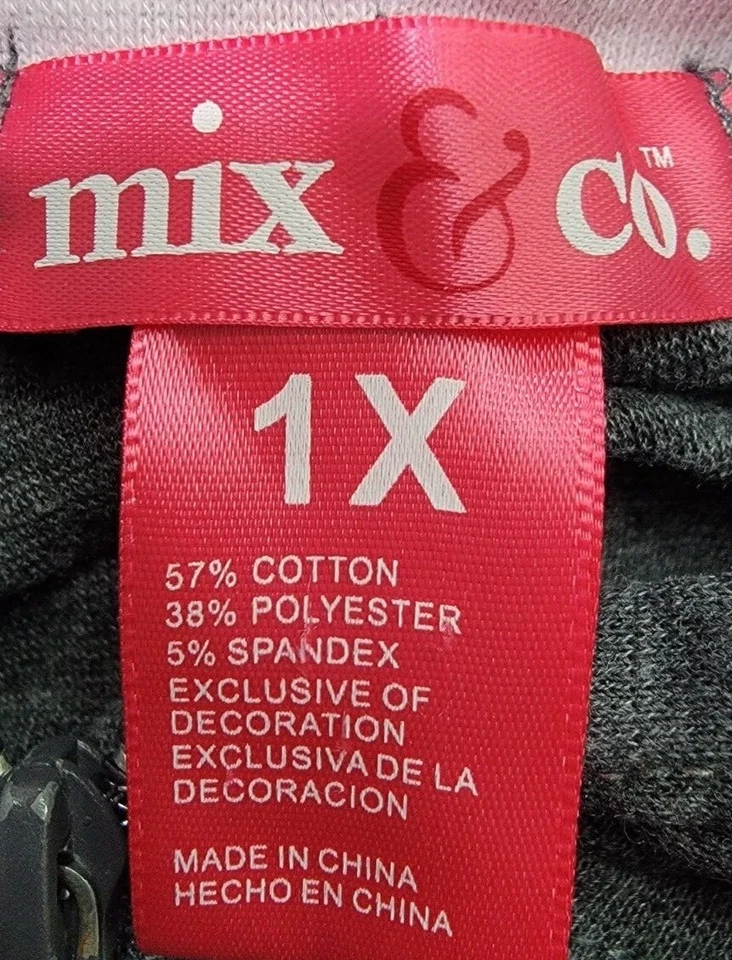 mix & co.™
1X
57% COTTON
38% POLYESTER
5% SPANDEX
EXCLUSIVE OF
DECORATION
EXCLUSIVA DE LA
DECORACION
MADE IN CHINA
HECHO EN CHINA